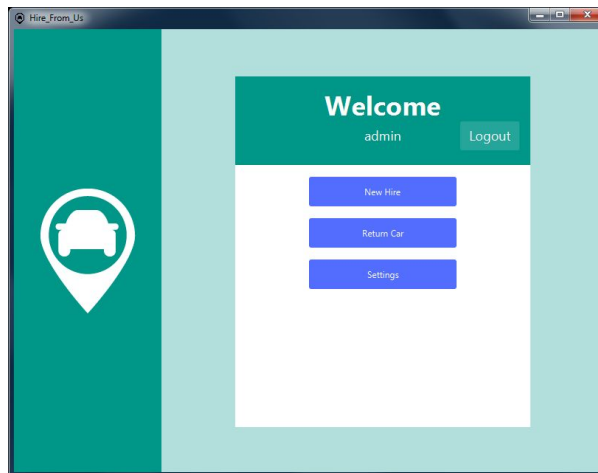 Hire_From_Us
Welcome
admin
Logout
New Hire
Return Car
Settings